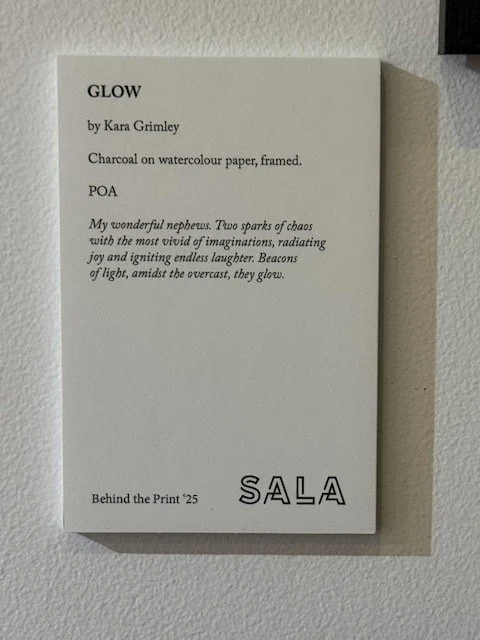 GLOW
by Kara Grimley
Charcoal on watercolour paper, framed.
POA
My wonderful nephews. Two sparks of chaos
with the most vivid of imaginations, radiating
joy and igniting endless laughter. Beacons
of light, amidst the overcast, they glow.
Behind the Print ‘25
SALA